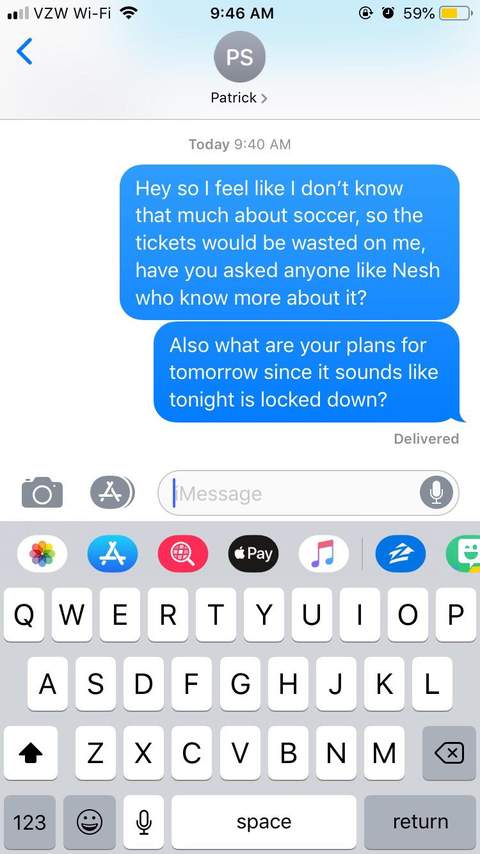 VZW Wi-Fi 9:46 AM 59%
PS
Patrick >
Today 9:40 AM
Hey so I feel like I don’t know
that much about soccer, so the
tickets would be wasted on me,
have you asked anyone like Nesh
who know more about it?
Also what are your plans for
tomorrow since it sounds like
tonight is locked down?
Delivered
iMessage
Pay
Q W E R T Y U I O P
A S D F G H J K L
Z X C V B N M
123 space return